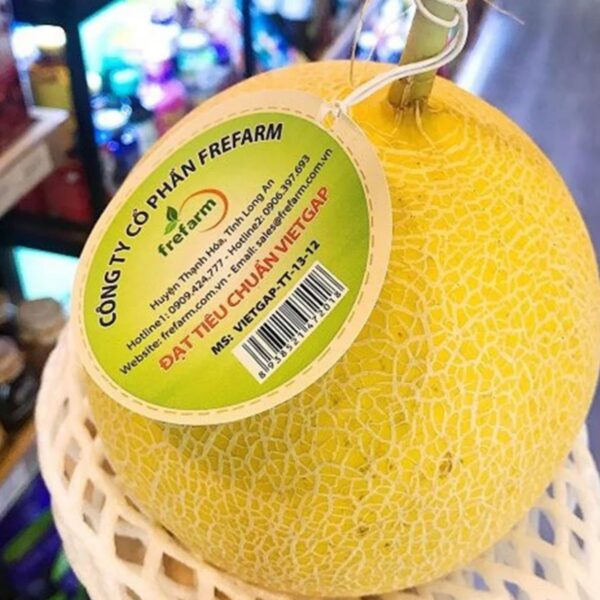 CÔNG TY CỔ PHẦN FREFARM
frefarm
Huyện Thạnh Hóa, Tỉnh Long An
Hotline1: 0909.424.777 - Hotline2: 0906.397.693
Website: frefarm.com.vn - Email: sales@frefarm.com.vn
ĐẠT TIÊU CHUẨN VIETGAP
MS: VIETGAP-TT-13-12
8938521472018